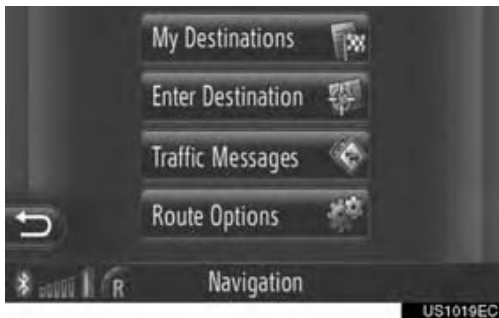 My Destinations
Enter Destination
Traffic Messages
Route Options
R
Navigation
US1019EC